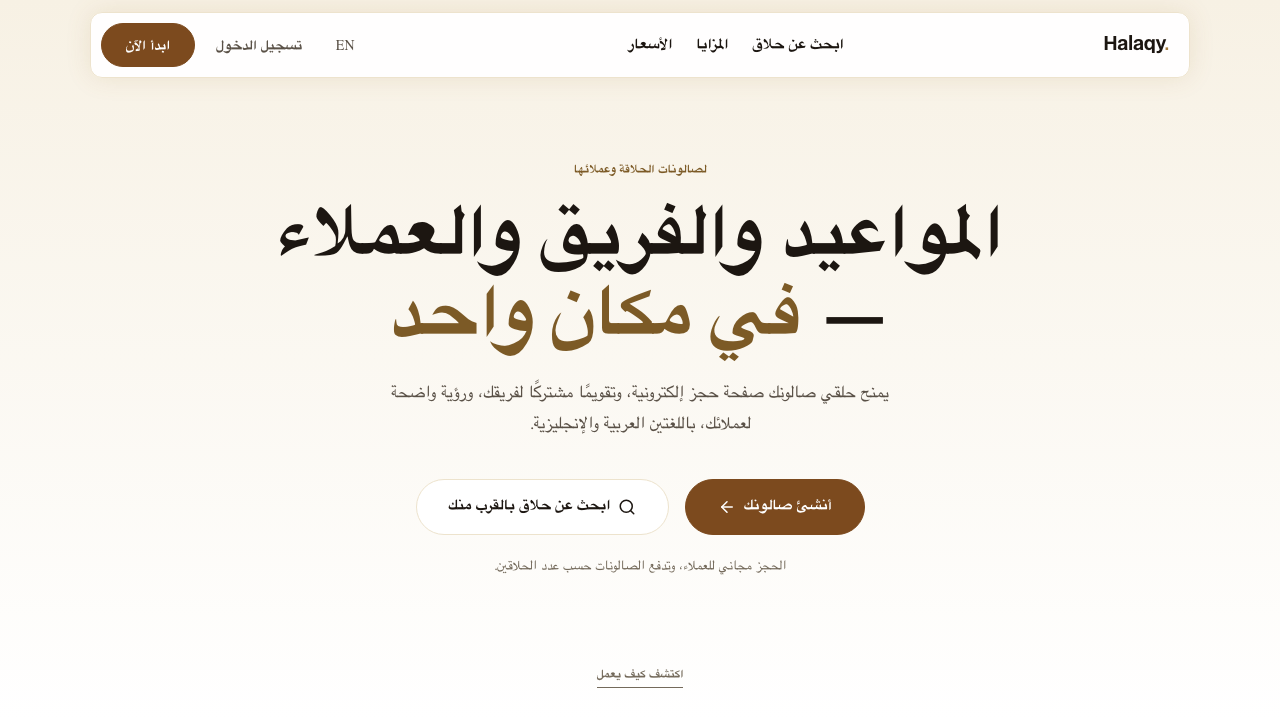 Halaqy.
ابحث عن حلاق
المزايا
الأسعار
EN
تسجيل الدخول
ابدأ الآن
لصالونات الحلاقة وعملائها
المواعيد والفريق والعملاء
— في مكان واحد
يمنح حلقي صالونك صفحة حجز إلكترونية، وتقويمًا مشتركًا لفريقك، ورؤية واضحة
لعملائك، باللغتين العربية والإنجليزية.
أنشئ صالونك
ابحث عن حلاق بالقرب منك
الحجز مجاني للعملاء، وتدفع الصالونات حسب عدد الحلاقين.
اكتشف كيف يعمل